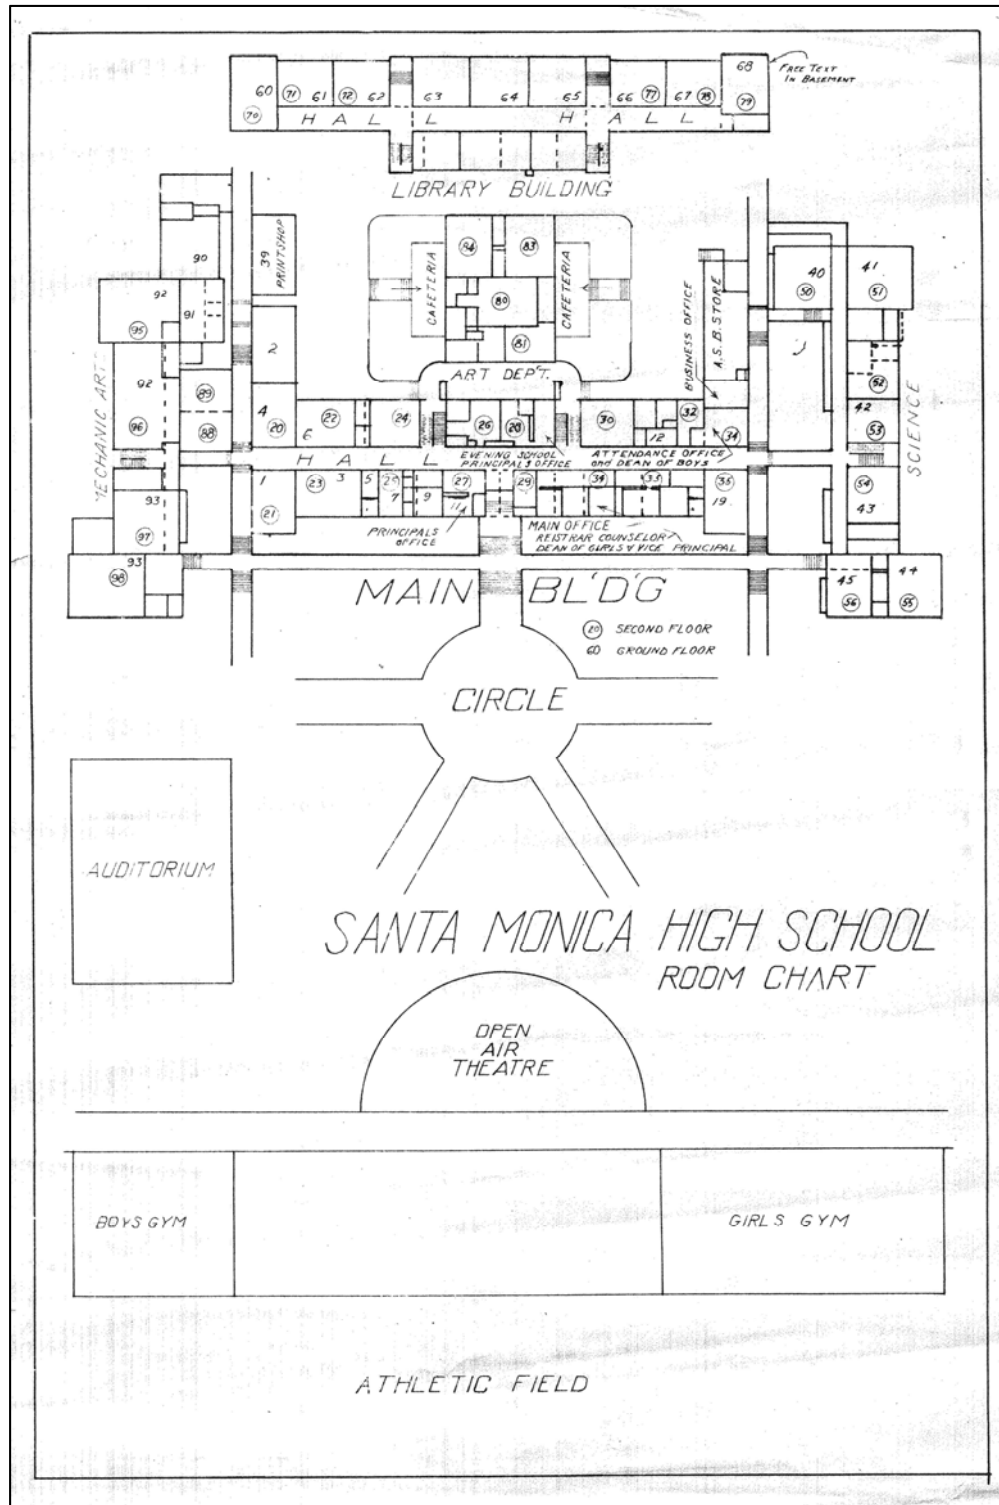 68
FREE TEXT
IN BASEMENT
60 71 61 72 62 63 64 65 66 77 67 78 79
70
HALL HALL
LIBRARY BUILDING
39 PRINTSHOP
90
84 83
CAFETERIA
80
CAFETERIA
81
ART DEP'T.
BUSINESS OFFICE
A.S.B. STORE
40 41
50 51
92
91
95
2
92
89
96 88
52
42
53
MECHANIC ARTS
SCIENCE
4 20 6 22 24 26 28 30 12 32
EVENING SCHOOL
PRINCIPALS OFFICE
ATTENDANCE OFFICE
AND DEAN OF BOYS
HALL
1 23 3 5 7 9 27 11 29 34 33 35 19
21
93
97
54
43
PRINCIPALS
OFFICE
MAIN OFFICE
REISTRAR COUNSELOR
DEAN OF GIRLS & VICE PRINCIPAL
93
98
45 44
56 55
MAIN BL'D'G
20 SECOND FLOOR
60 GROUND FLOOR
CIRCLE
AUDITORIUM
SANTA MONICA HIGH SCHOOL
ROOM CHART
OPEN
AIR
THEATRE
BOYS GYM
GIRLS GYM
ATHLETIC FIELD